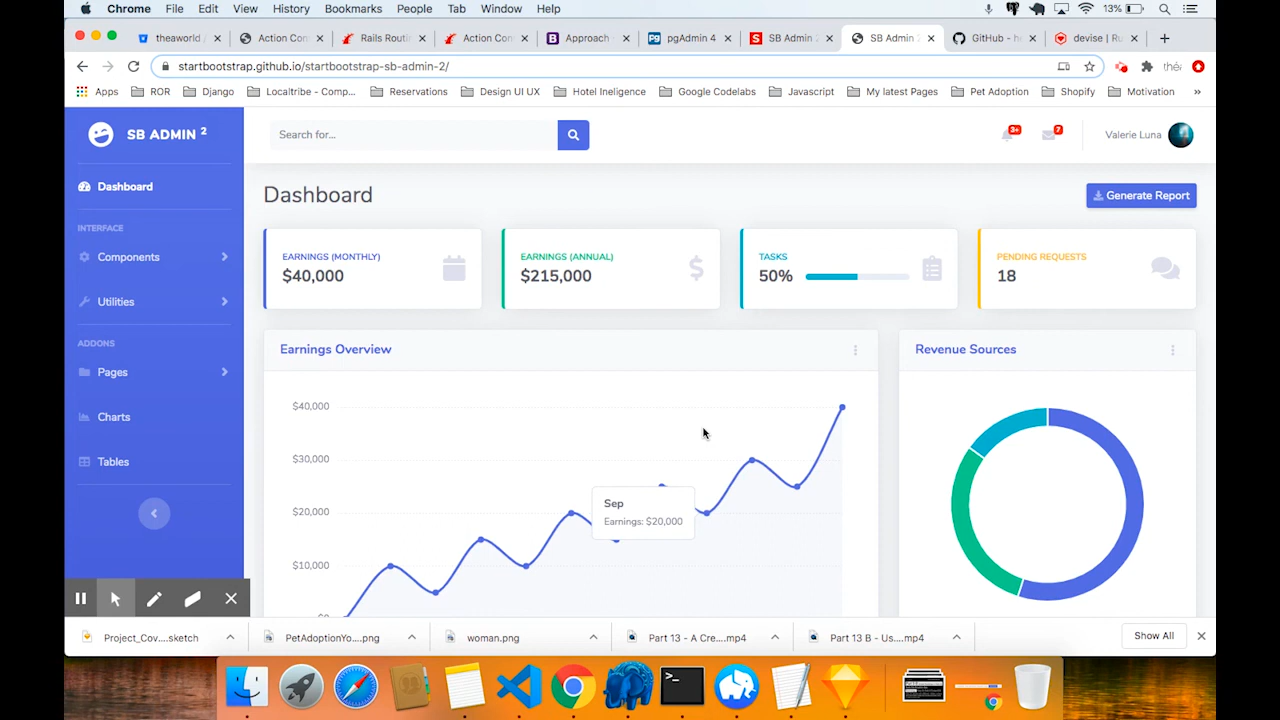 Chrome File Edit View History Bookmarks People Tab Window Help 13%
theaworld Action Con Rails Routin Action Con Approach pgAdmin 4 SB Admin SB Admin GitHub - h devise | Ru
startbootstrap.github.io/startbootstrap-sb-admin-2/ thé
Apps ROR Django Localtribe - Comp... Reservations Design UI UX Hotel Ineligence Google Codelabs Javascript My latest Pages Pet Adoption Shopify Motivation »
SB ADMIN 2
Search for...
3+ 7 Valerie Luna
Dashboard
INTERFACE
Components
Utilities
ADDONS
Pages
Charts
Tables
Dashboard
Generate Report
EARNINGS (MONTHLY)
$40,000
EARNINGS (ANNUAL)
$215,000
TASKS
50%
PENDING REQUESTS
18
Earnings Overview
$40,000
$30,000
$20,000
$10,000
Sep
Earnings: $20,000
Revenue Sources
Project_Cov....sketch PetAdoptionYo....png woman.png Part 13 - A Cre....mp4 Part 13 B - Us....mp4 Show All